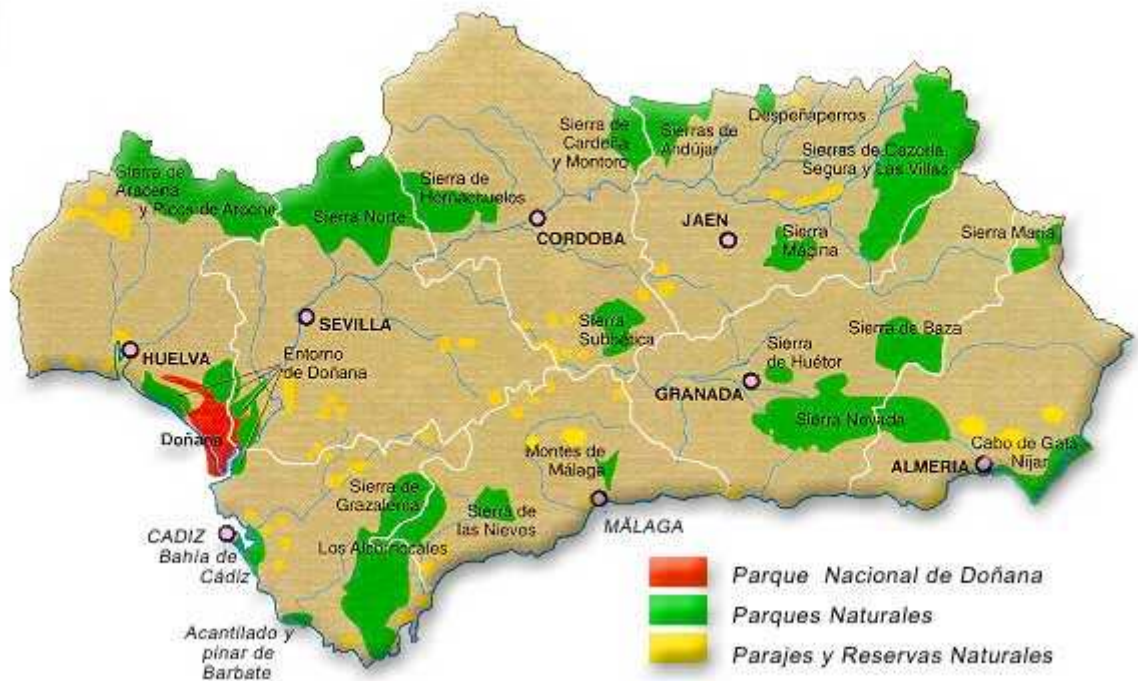 Sierra de
Aracena
y Picos de Aroche
Sierra Norte
Sierra de
Hornachuelos
Sierra de
Cardeña
y Montoro
Sierras de
Andújar
Despeñaperros
Sierras de Cazorla,
Segura y Las Villas
CORDOBA
JAEN
Sierra
Mágina
Sierra María
SEVILLA
Sierra
Subbética
Sierra de Baza
HUELVA
Entorno
de Doñana
Sierra
de Huétor
GRANADA
Doñana
Sierra Nevada
Montes de
Málaga
ALMERIA
Cabo de Gata
Níjar
Sierra de
Grazalema
Sierra de
las Nieves
MÄLAGA
CADIZ
Bahía de
Cádiz
Los Alcornocales
Acantilado y
pinar de
Barbate
Parque Nacional de Doñana
Parques Naturales
Parajes y Reservas Naturales